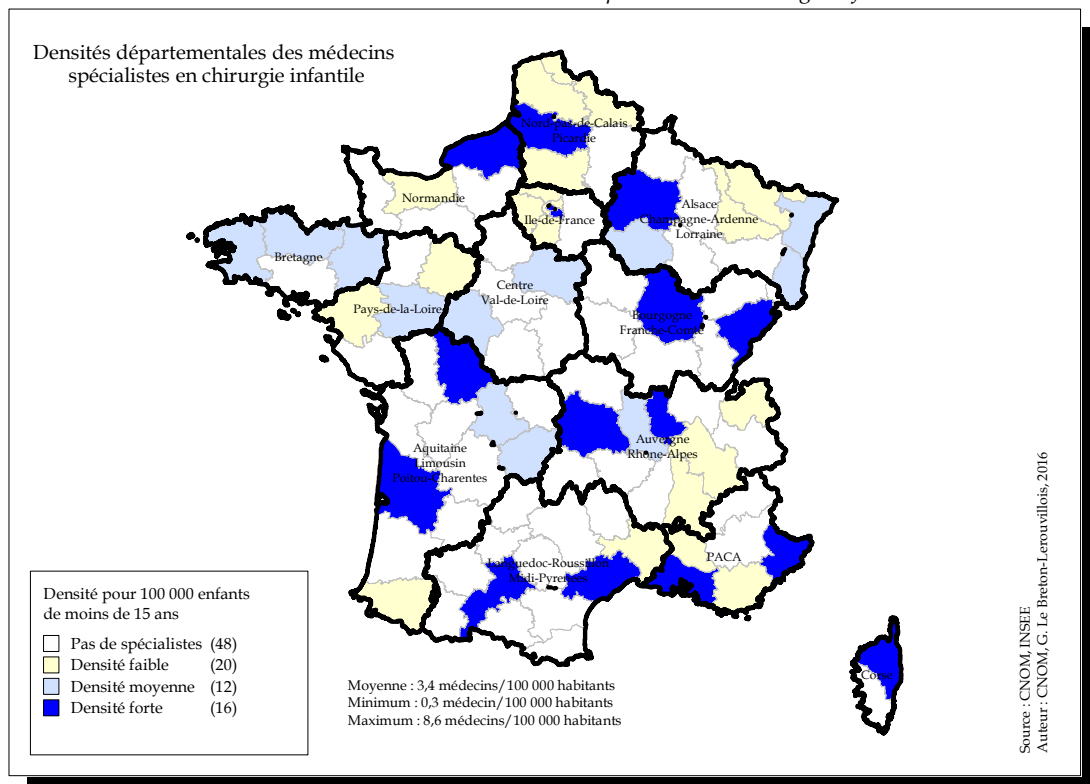 Densités départementales des médecins
spécialistes en chirurgie infantile
Nord-pas-de-Calais
Picardie
Normandie
Ile-de-France
Alsace
Champagne-Ardenne
Lorraine
Bretagne
Centre
Val-de-Loire
Pays-de-la-Loire
Bourgogne
Franche-Comté
Auvergne
Rhône-Alpes
Aquitaine
Limousin
Poitou-Charentes
PACA
Languedoc-Roussillon
Midi-Pyrénées
Corse
Densité pour 100 000 enfants
de moins de 15 ans
Pas de spécialistes (48)
Densité faible (20)
Densité moyenne (12)
Densité forte (16)
Moyenne : 3,4 médecins/100 000 habitants
Minimum : 0,3 médecin/100 000 habitants
Maximum : 8,6 médecins/100 000 habitants
Source : CNOM, INSEE
Auteur : CNOM, G. Le Breton-Lerouvillois, 2016